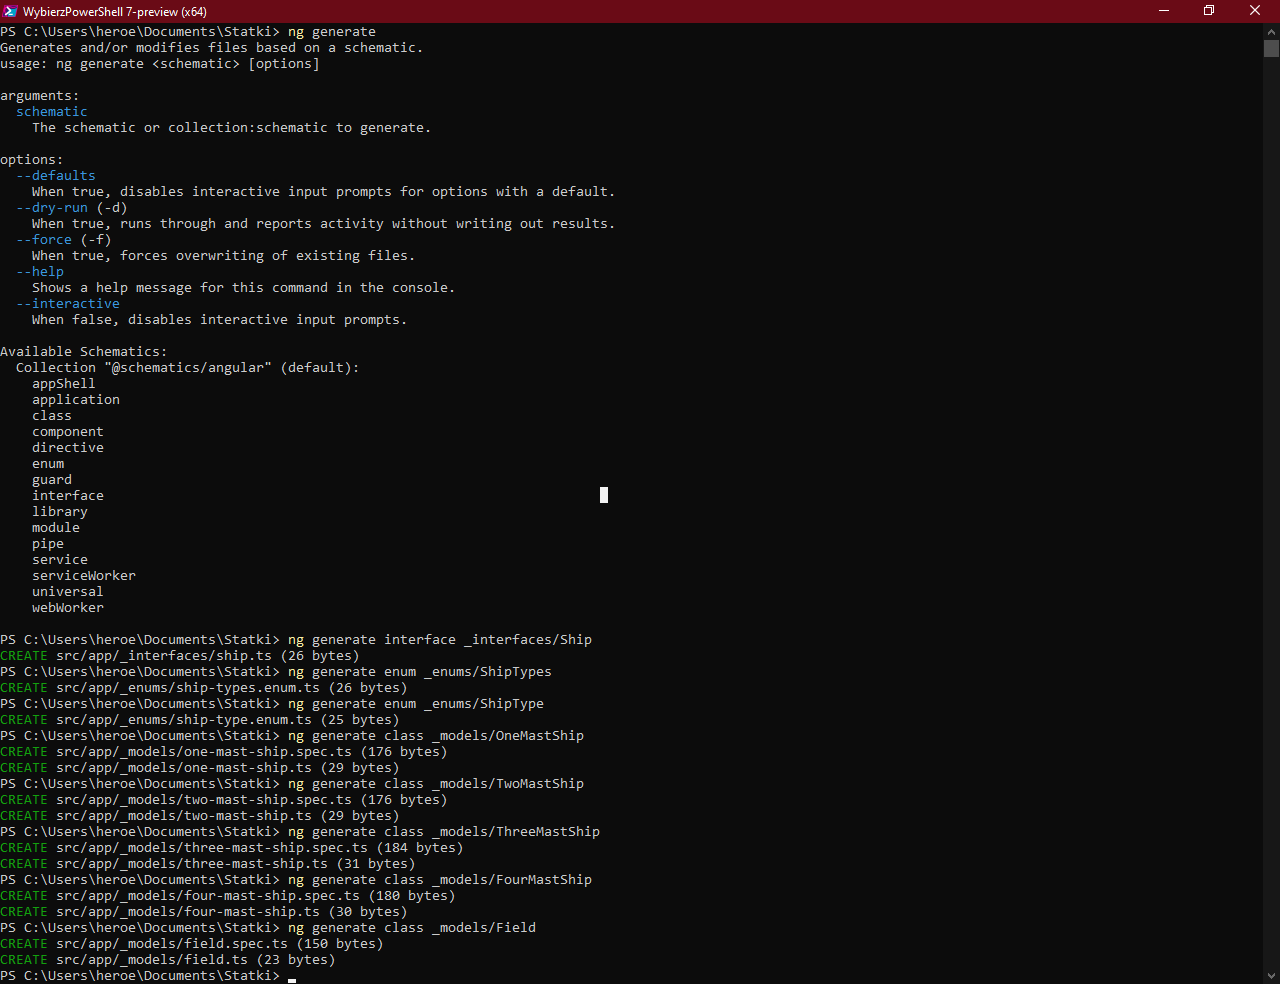 WybierzPowerShell 7-preview (x64)
PS C:\Users\heroe\Documents\Statki> ng generate
Generates and/or modifies files based on a schematic.
usage: ng generate <schematic> [options]
arguments:
schematic
The schematic or collection:schematic to generate.
options:
--defaults
When true, disables interactive input prompts for options with a default.
--dry-run (-d)
When true, runs through and reports activity without writing out results.
--force (-f)
When true, forces overwriting of existing files.
--help
Shows a help message for this command in the console.
--interactive
When false, disables interactive input prompts.
Available Schematics:
Collection "@schematics/angular" (default):
appShell
application
class
component
directive
enum
guard
interface
library
module
pipe
service
serviceWorker
universal
webWorker
PS C:\Users\heroe\Documents\Statki> ng generate interface _interfaces/Ship
CREATE src/app/_interfaces/ship.ts (26 bytes)
PS C:\Users\heroe\Documents\Statki> ng generate enum _enums/ShipTypes
CREATE src/app/_enums/ship-types.enum.ts (26 bytes)
PS C:\Users\heroe\Documents\Statki> ng generate enum _enums/ShipType
CREATE src/app/_enums/ship-type.enum.ts (25 bytes)
PS C:\Users\heroe\Documents\Statki> ng generate class _models/OneMastShip
CREATE src/app/_models/one-mast-ship.spec.ts (176 bytes)
CREATE src/app/_models/one-mast-ship.ts (29 bytes)
PS C:\Users\heroe\Documents\Statki> ng generate class _models/TwoMastShip
CREATE src/app/_models/two-mast-ship.spec.ts (176 bytes)
CREATE src/app/_models/two-mast-ship.ts (29 bytes)
PS C:\Users\heroe\Documents\Statki> ng generate class _models/ThreeMastShip
CREATE src/app/_models/three-mast-ship.spec.ts (184 bytes)
CREATE src/app/_models/three-mast-ship.ts (31 bytes)
PS C:\Users\heroe\Documents\Statki> ng generate class _models/FourMastShip
CREATE src/app/_models/four-mast-ship.spec.ts (180 bytes)
CREATE src/app/_models/four-mast-ship.ts (30 bytes)
PS C:\Users\heroe\Documents\Statki> ng generate class _models/Field
CREATE src/app/_models/field.spec.ts (150 bytes)
CREATE src/app/_models/field.ts (23 bytes)
PS C:\Users\heroe\Documents\Statki>